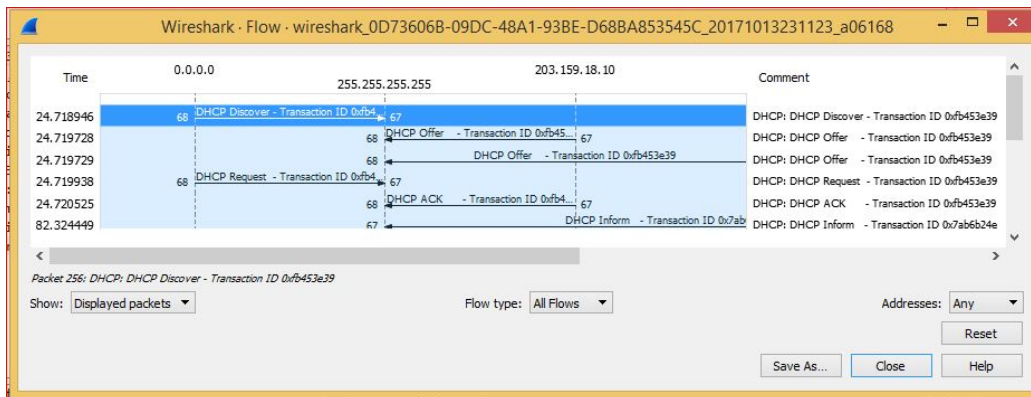 Wireshark · Flow · wireshark_0D73606B-09DC-48A1-93BE-D68BA853545C_20171013231123_a06168
Time 0.0.0.0 255.255.255.255 203.159.18.10 Comment
24.718946 68 DHCP Discover - Transaction ID 0xfb4... 67 DHCP: DHCP Discover - Transaction ID 0xfb453e39
24.719728 68 DHCP Offer - Transaction ID 0xfb45... 67 DHCP: DHCP Offer - Transaction ID 0xfb453e39
24.719729 68 DHCP Offer - Transaction ID 0xfb453e39 DHCP: DHCP Offer - Transaction ID 0xfb453e39
24.719938 68 DHCP Request - Transaction ID 0xfb4... 67 DHCP: DHCP Request - Transaction ID 0xfb453e39
24.720525 68 DHCP ACK - Transaction ID 0xfb4... 67 DHCP: DHCP ACK - Transaction ID 0xfb453e39
82.324449 67 DHCP Inform - Transaction ID 0x7ab DHCP: DHCP Inform - Transaction ID 0x7ab6b24e
Packet 256: DHCP: DHCP Discover - Transaction ID 0xfb453e39
Show: Displayed packets Flow type: All Flows Addresses: Any
Reset
Save As... Close Help